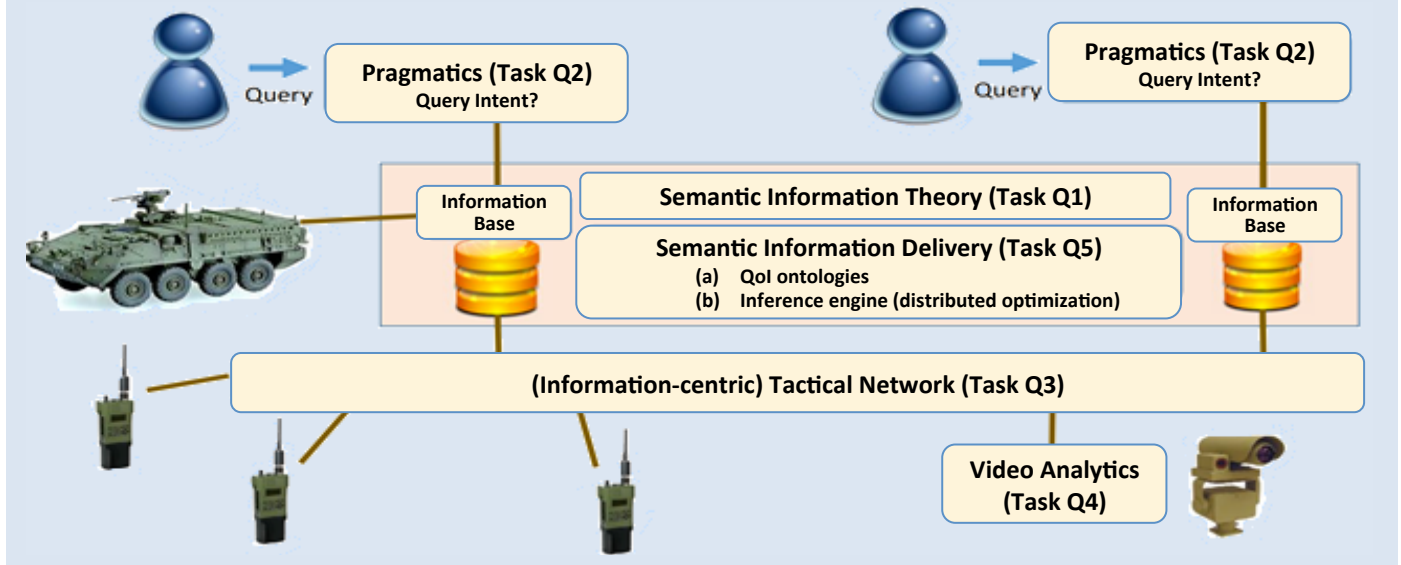 Query
Pragmatics (Task Q2)
Query Intent?
Query
Pragmatics (Task Q2)
Query Intent?
Information
Base
Semantic Information Theory (Task Q1)
Information
Base
Semantic Information Delivery (Task Q5)
(a) QoI ontologies
(b) Inference engine (distributed optimization)
(Information-centric) Tactical Network (Task Q3)
Video Analytics
(Task Q4)